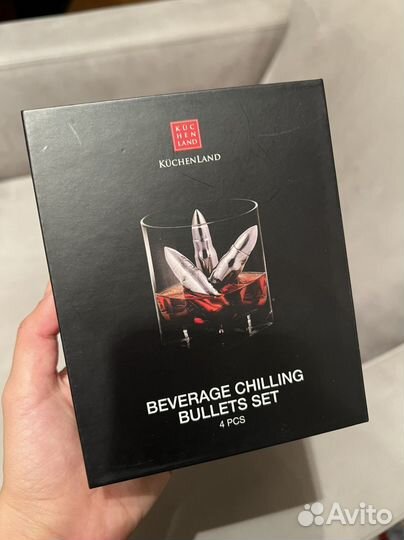 KÜC
HEN
LAND
KÜCHENLAND
BEVERAGE CHILLING
BULLETS SET
4 PCS
Avito